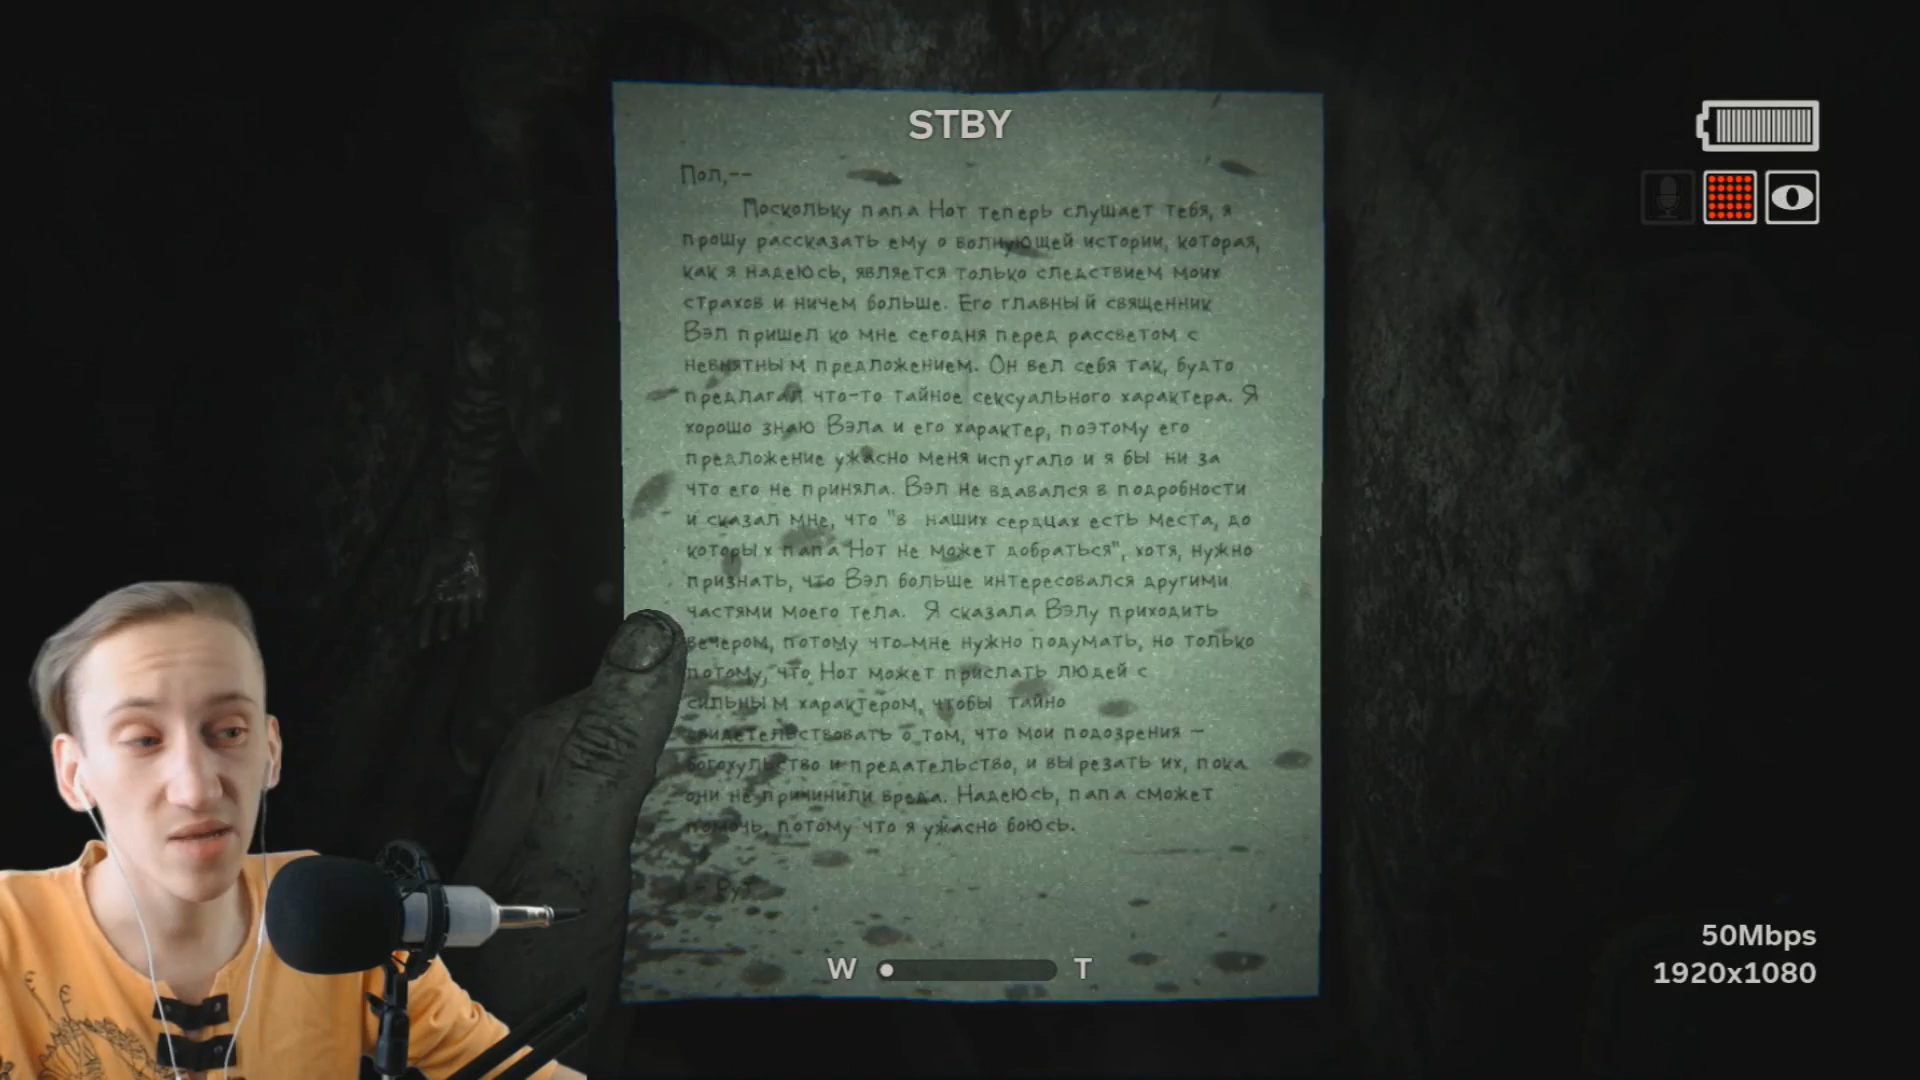 STBY
Пол,--
Поскольку папа Нот теперь слушает тебя, я
прошу рассказать ему о волнующей истории, которая,
как я надеюсь, является только следствием моих
страхов и ничем больше. Его главный священник
Вэл пришел ко мне сегодня перед рассветом с
невнятным предложением. Он вел себя так, будто
предлагал что-то тайное сексуального характера. Я
хорошо знаю Вэла и его характер, поэтому его
предложение ужасно меня испугало и я бы ни за
что его не приняла. Вэл не вдавался в подробности
и сказал мне, что "в наших сердцах есть места, до
которых папа Нот не может добраться", хотя, нужно
признать, что Вэл больше интересовался другими
частями моего тела. Я сказала Вэлу приходить
вечером, потому что мне нужно подумать, но только
потому, что Нот может прислать людей с
сильным характером, чтобы тайно
свидетельствовать о том, что мои подозрения –
богохульство и предательство, и вырезать их, пока
они не причинили вреда. Надеюсь, папа сможет
помочь, потому что я ужасно боюсь.
- Рут
W T
50Mbps
1920x1080